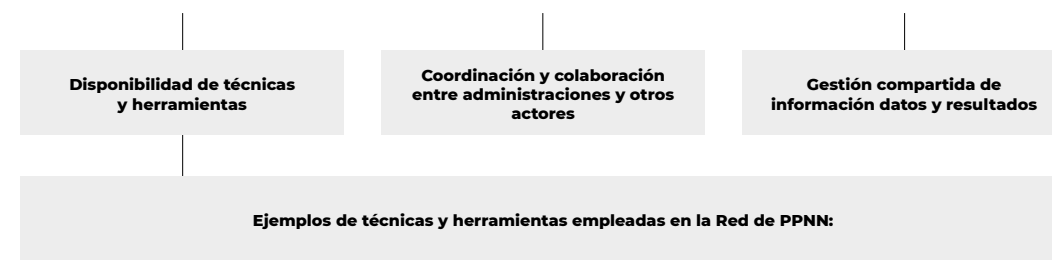 Disponibilidad de técnicas
y herramientas
Coordinación y colaboración
entre administraciones y otros
actores
Gestión compartida de
información datos y resultados
Ejemplos de técnicas y herramientas empleadas en la Red de PPNN: